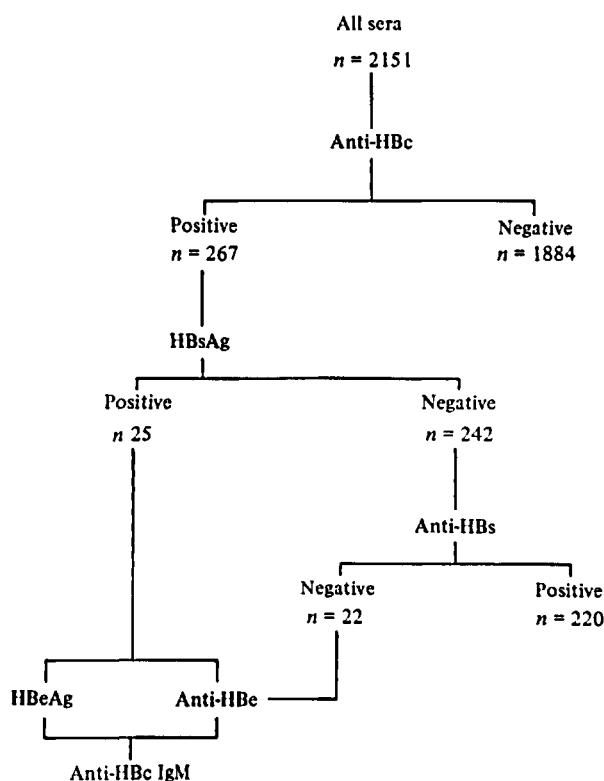 All sera
n = 2151
Anti-HBc
Positive
n = 267
Negative
n = 1884
HBsAg
Positive
n 25
Negative
n = 242
Anti-HBs
Negative
n = 22
Positive
n = 220
HBeAg
Anti-HBe
Anti-HBc IgM